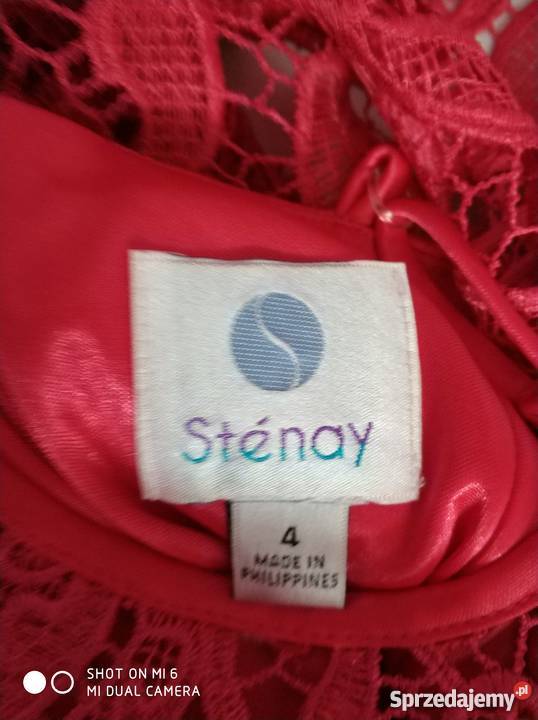 Sténay
4
MADE IN
PHILIPPINES
SHOT ON MI 6
MI DUAL CAMERA
Sprzedajemy.pl